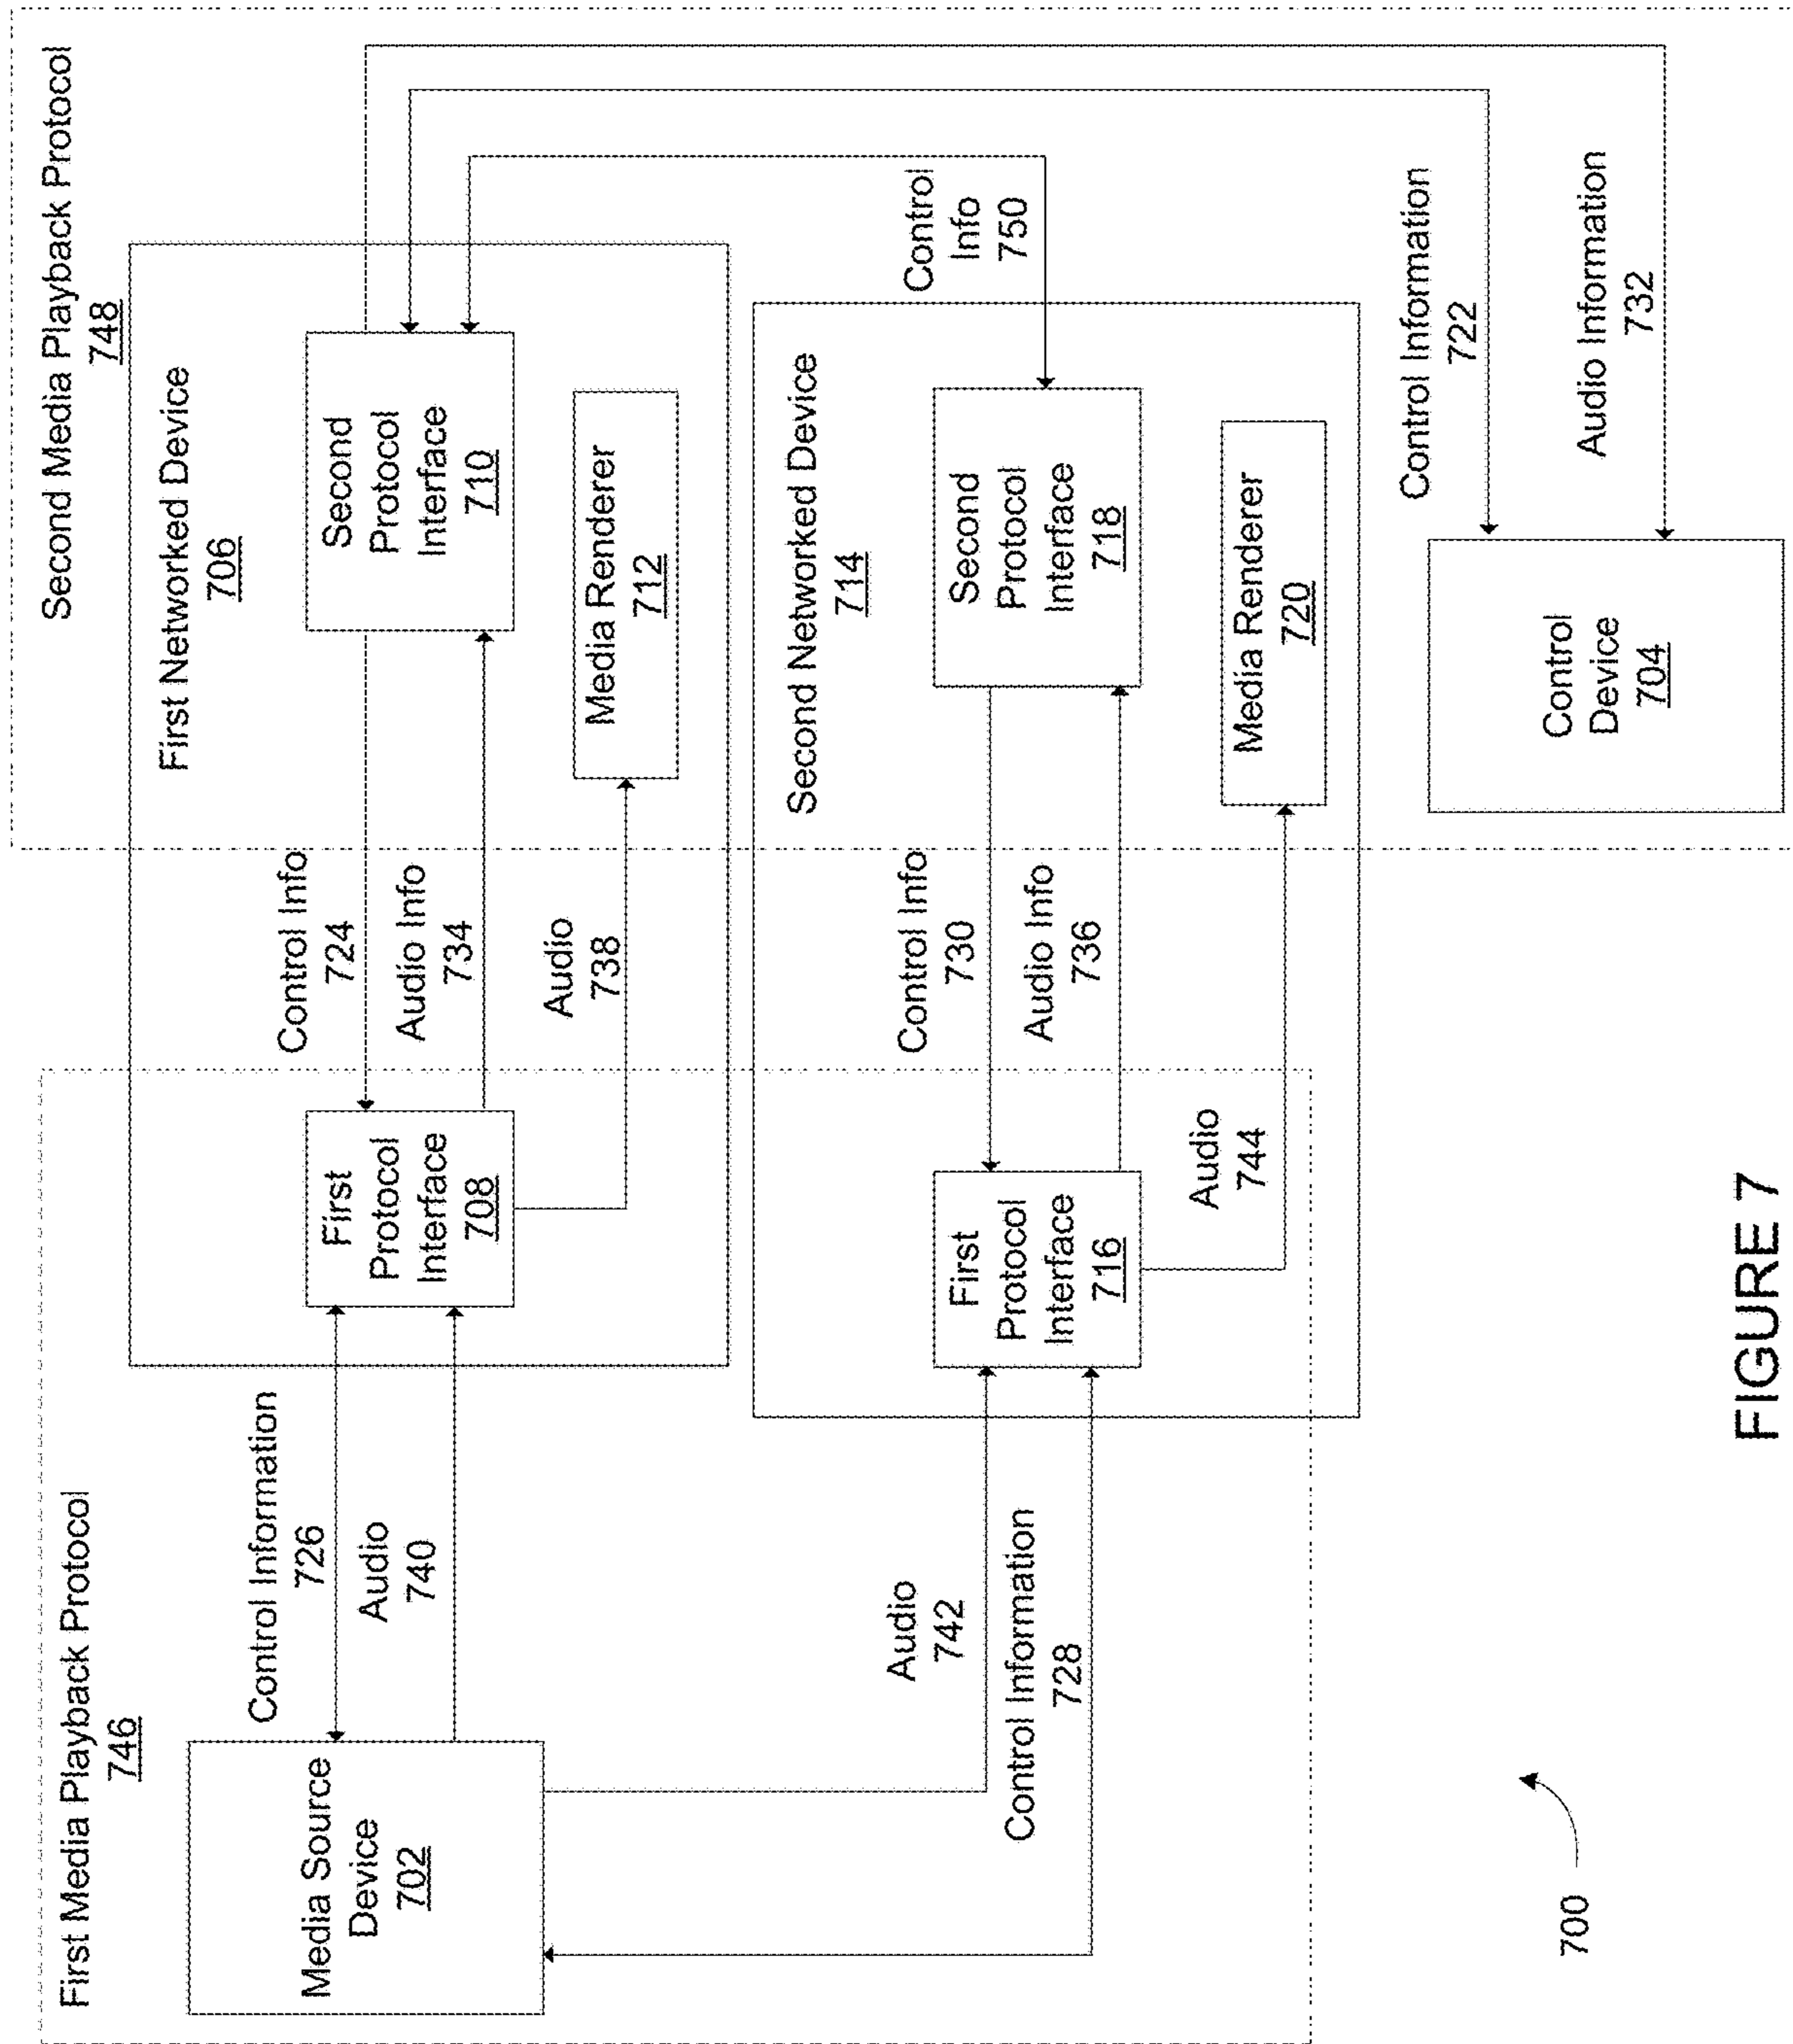 First Media Playback Protocol
746
Second Media Playback Protocol
748
Media Source
Device
702
Control Information
726
Audio
740
First
Protocol
Interface
708
Control Info
724
Audio Info
734
Audio
738
First Networked Device
706
Second
Protocol
Interface
710
Media Renderer
712
Audio
742
Control Information
728
First
Protocol
Interface
716
Control Info
730
Audio Info
736
Audio
744
Second Networked Device
714
Second
Protocol
Interface
718
Media Renderer
720
Control
Info
750
Control Information
722
Audio Information
732
Control
Device
704
700
FIGURE 7